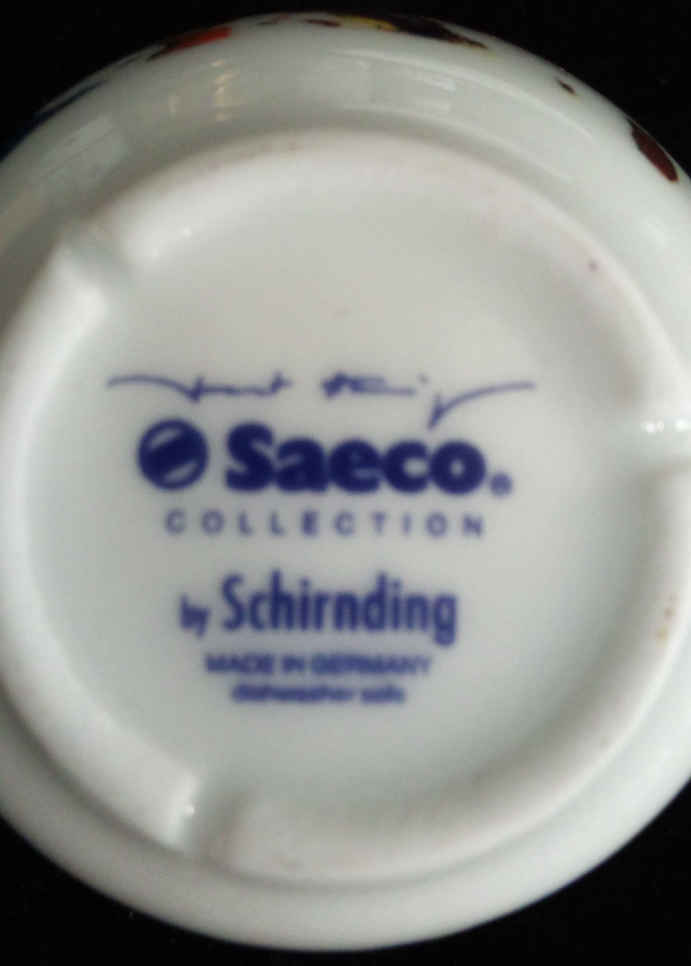 Saeco®
COLLECTION
by Schirnding
MADE IN GERMANY
dishwasher safe